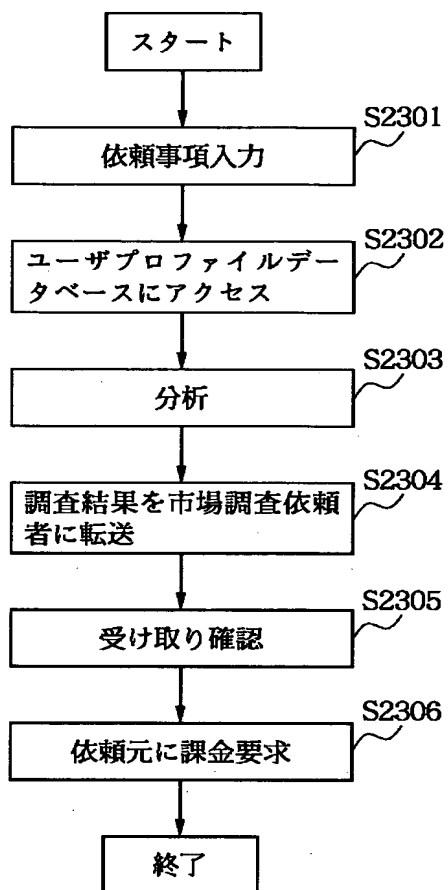 スタート
S2301
依頼事項入力
S2302
ユーザプロファイルデー
タベースにアクセス
S2303
分析
S2304
調査結果を市場調査依頼
者に転送
S2305
受け取り確認
S2306
依頼元に課金要求
終了